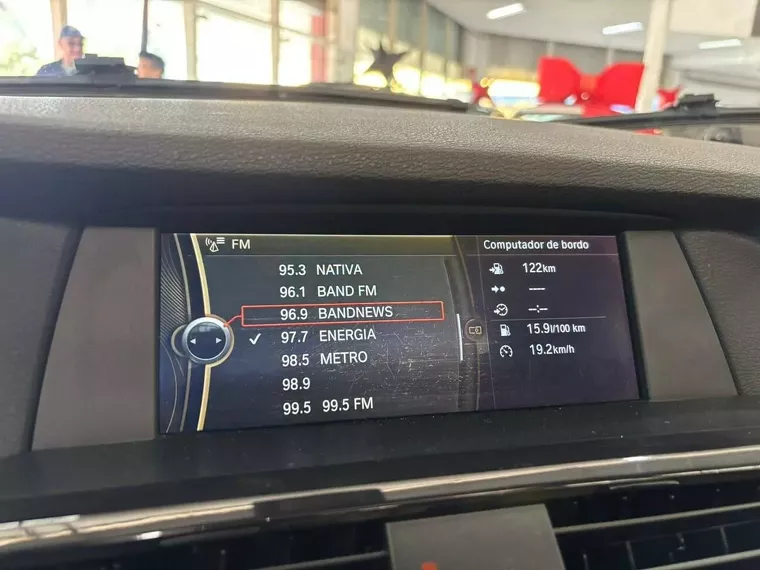 FM
95.3 NATIVA
96.1 BAND FM
96.9 BANDNEWS
97.7 ENERGIA
98.5 METRO
98.9
99.5 99.5 FM
Computador de bordo
122km
----
--:--
15.9l/100 km
19.2km/h